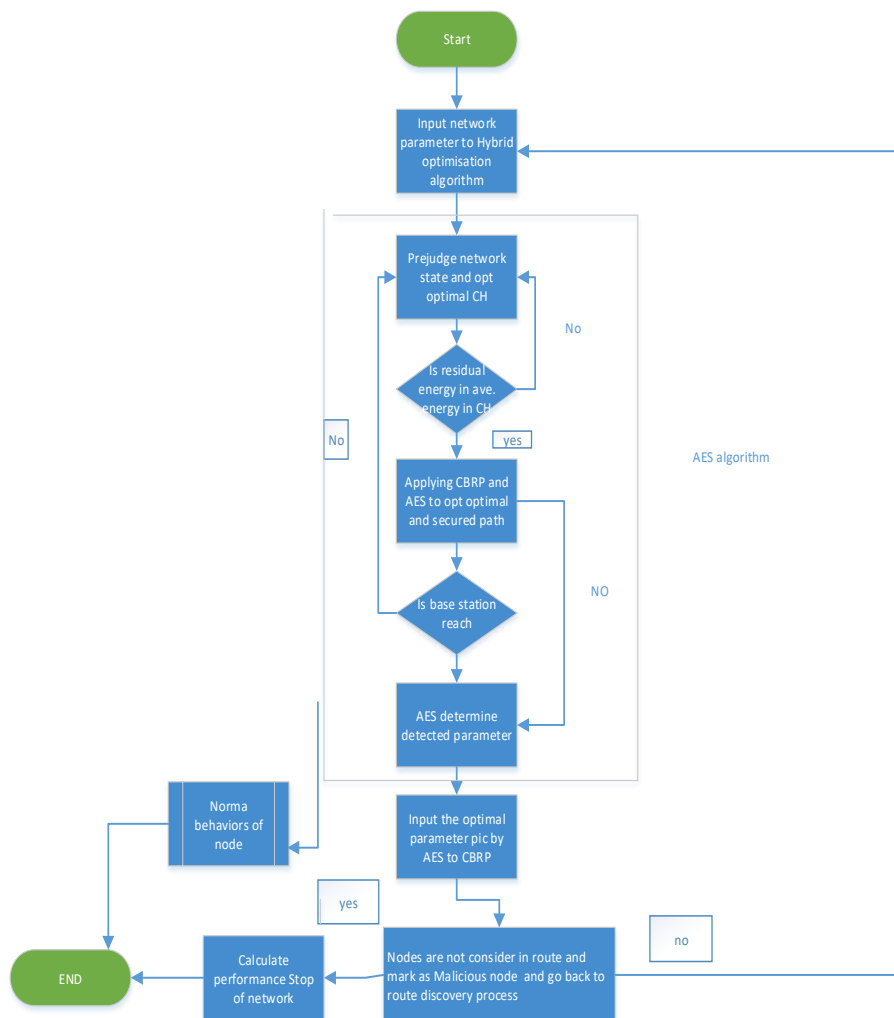 Start
Input network
parameter to Hybrid
optimisation
algorithm
Prejudge network
state and opt
optimal CH
No
Is residual
energy in ave.
energy in CH
No
yes
AES algorithm
Applying CBRP and
AES to opt optimal
and secured path
NO
Is base station
reach
AES determine
detected parameter
Norma
behaviors of
node
Input the optimal
parameter pic by
AES to CBRP
yes
no
Nodes are not consider in route and
mark as Malicious node and go back to
route discovery process
Calculate
performance Stop
of network
END